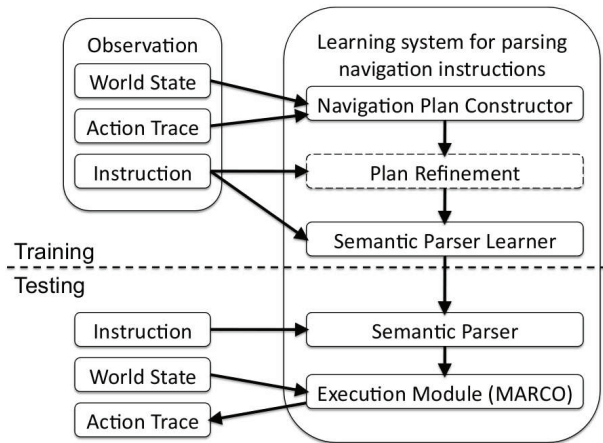 Observation
World State
Action Trace
Instruction
Learning system for parsing
navigation instructions
Navigation Plan Constructor
Plan Refinement
Semantic Parser Learner
Training
Testing
Instruction
World State
Action Trace
Semantic Parser
Execution Module (MARCO)